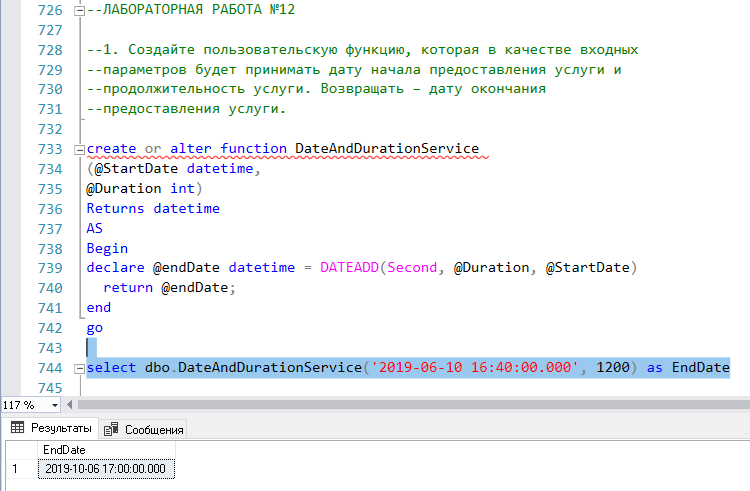 726 --ЛАБОРАТОРНАЯ РАБОТА №12
727
728 --1. Создайте пользовательскую функцию, которая в качестве входных
729 --параметров будет принимать дату начала предоставления услуги и
730 --продолжительность услуги. Возвращать – дату окончания
731 --предоставления услуги.
732
733 create or alter function DateAndDurationService
734 (@StartDate datetime,
735 @Duration int)
736 Returns datetime
737 AS
738 Begin
739 declare @endDate datetime = DATEADD(Second, @Duration, @StartDate)
740 return @endDate;
741 end
742 go
743
744 select dbo.DateAndDurationService('2019-06-10 16:40:00.000', 1200) as EndDate
745
117 %
Результаты Сообщения
EndDate
1 2019-10-06 17:00:00.000